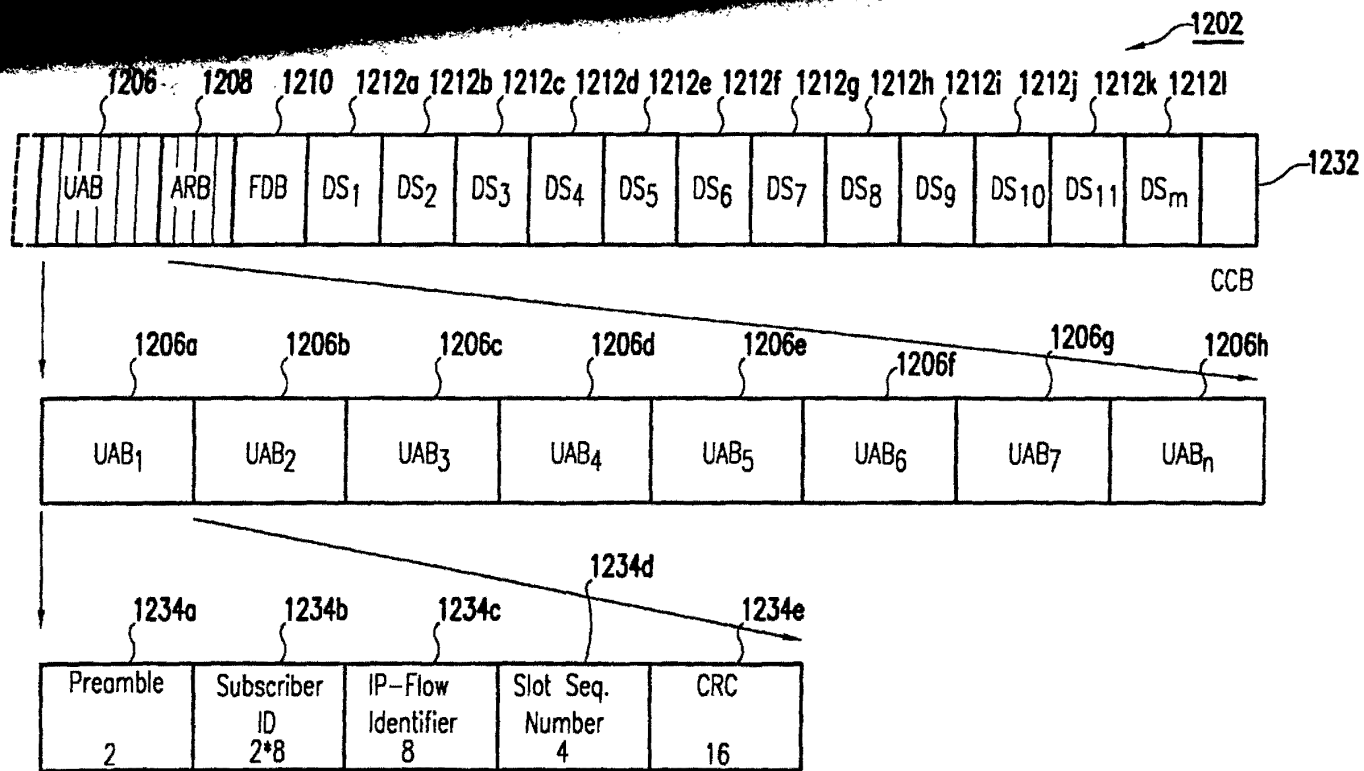 1202
1206 1208 1210 1212a 1212b 1212c 1212d 1212e 1212f 1212g 1212h 1212i 1212j 1212k 1212l
UAB ARB FDB DS1 DS2 DS3 DS4 DS5 DS6 DS7 DS8 DS9 DS10 DS11 DSm 1232
CCB
1206a 1206b 1206c 1206d 1206e 1206f 1206g 1206h
UAB1 UAB2 UAB3 UAB4 UAB5 UAB6 UAB7 UABn
1234a 1234b 1234c 1234d 1234e
Preamble Subscriber IP-Flow Slot Seq. CRC
ID Identifier Number
2 2*8 8 4 16